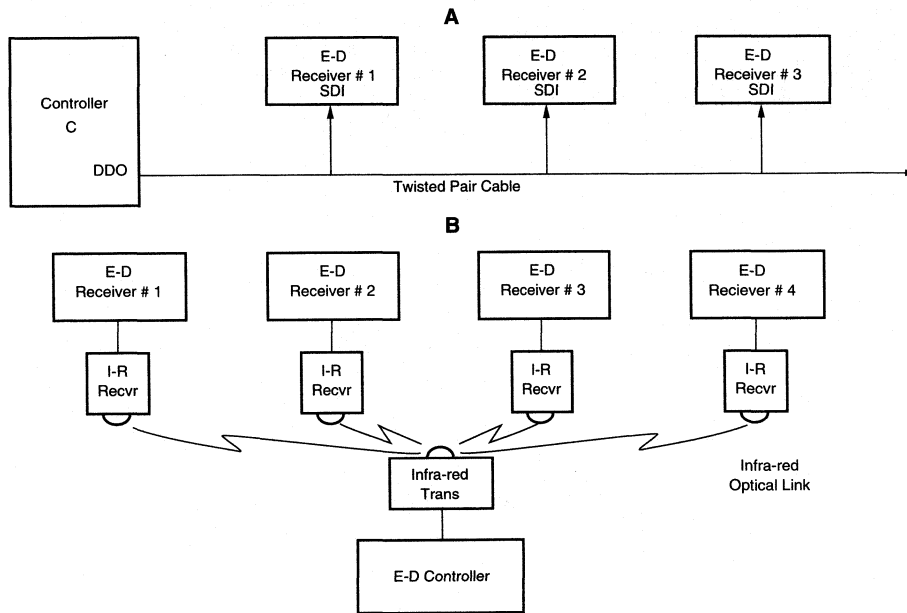 A
Controller
C
DDO
E-D
Receiver # 1
SDI
E-D
Receiver # 2
SDI
E-D
Receiver # 3
SDI
Twisted Pair Cable
B
E-D
Receiver # 1
E-D
Receiver # 2
E-D
Receiver # 3
E-D
Reciever # 4
I-R
Recvr
I-R
Recvr
I-R
Recvr
I-R
Recvr
Infra-red
Trans
Infra-red
Optical Link
E-D Controller